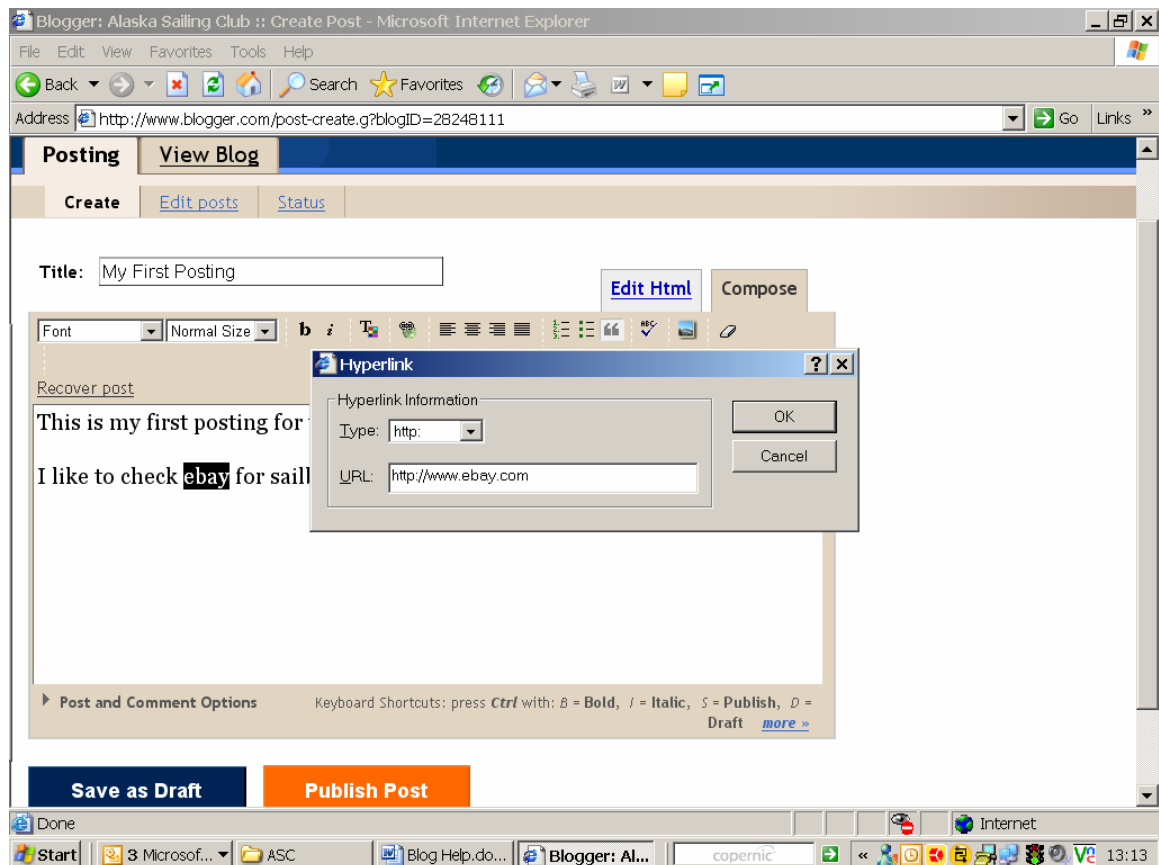 Blogger: Alaska Sailing Club :: Create Post - Microsoft Internet Explorer
File Edit View Favorites Tools Help
Back Search Favorites W
Address http://www.blogger.com/post-create.g?blogID=28248111 Go Links »
Posting View Blog
Create Edit posts Status
Title: My First Posting
Edit Html Compose
Font Normal Size b i T ABC
Hyperlink ? X
Recover post
Hyperlink Information
This is my first posting for
Type: http: OK
Cancel
I like to check ebay for sail
URL: http://www.ebay.com
Post and Comment Options Keyboard Shortcuts: press Ctrl with: B = Bold, I = Italic, S = Publish, D =
Draft more »
Save as Draft Publish Post
Done Internet
Start 3 Microsof... ASC Blog Help.do... Blogger: Al... copernic « 13:13